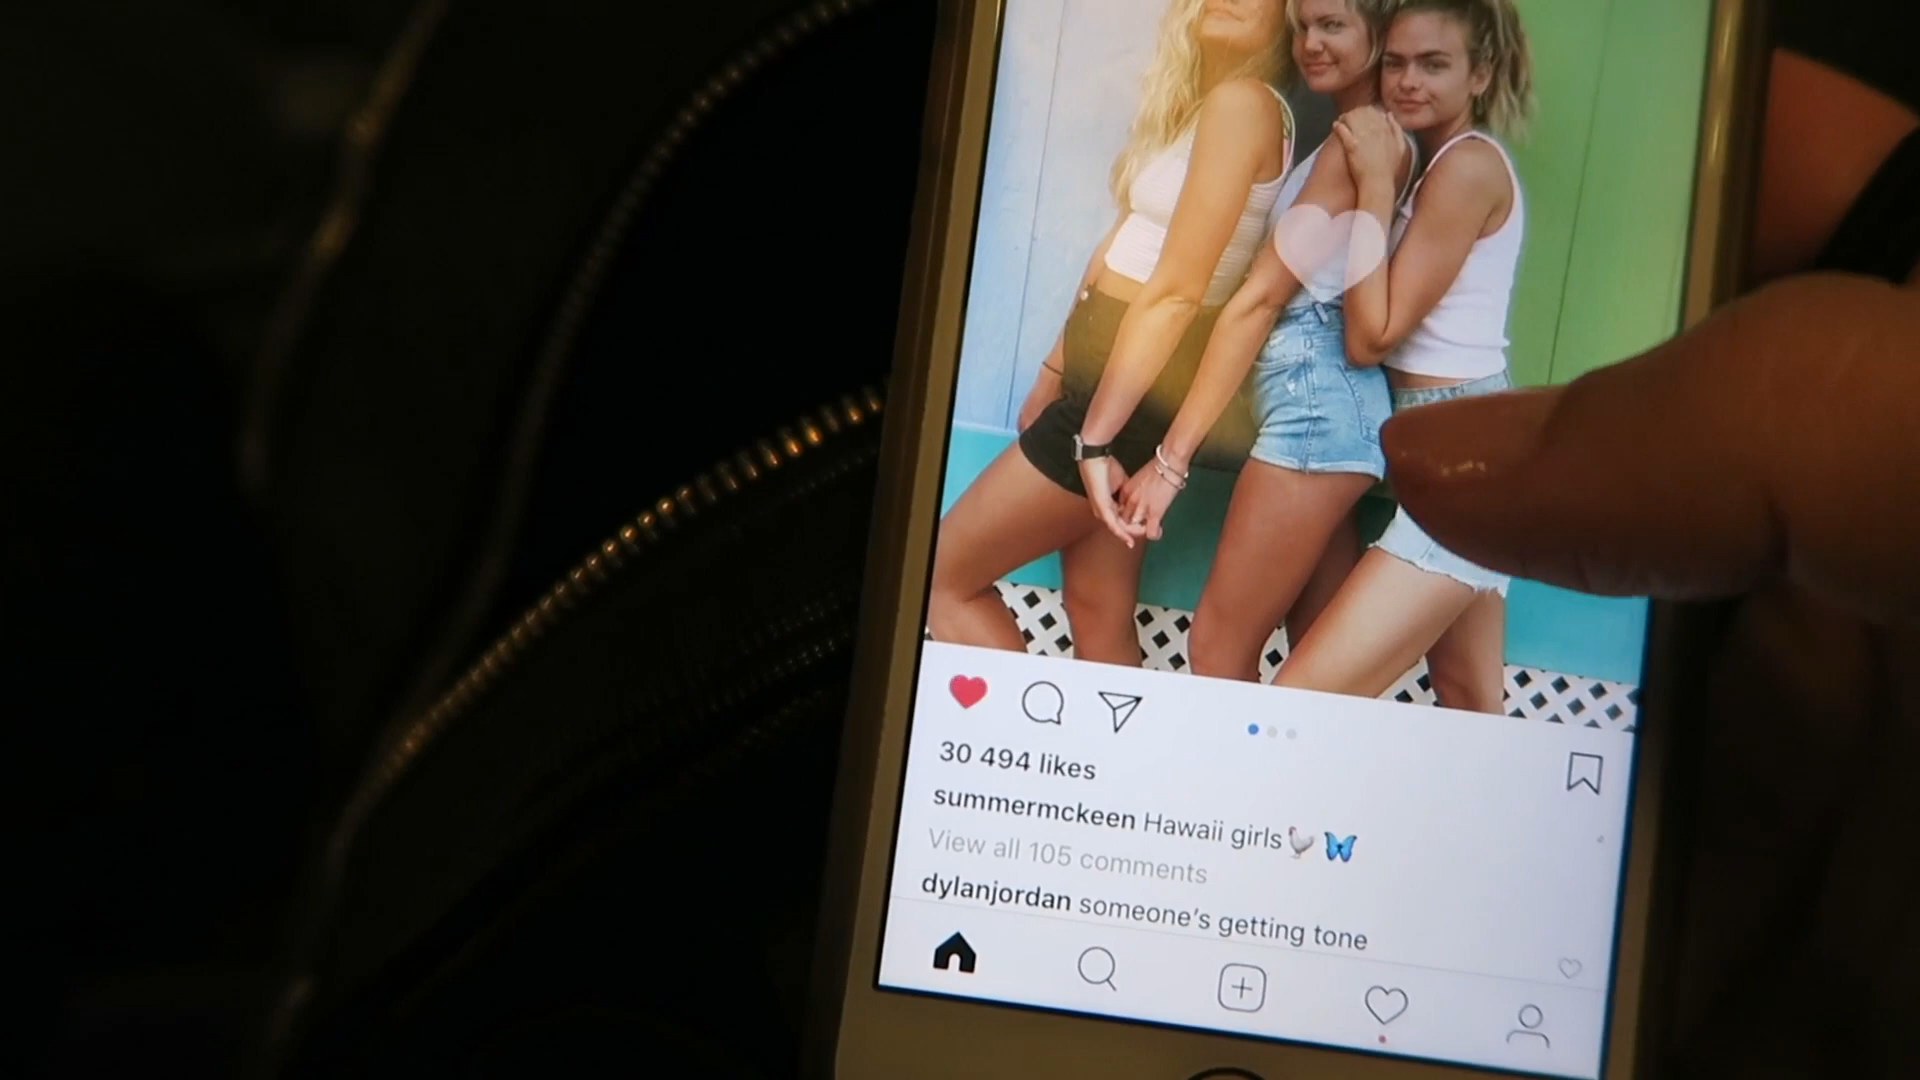 30 494 likes
summermckeen Hawaii girls🐓🦋
View all 105 comments
dylanjordan someone's getting tone